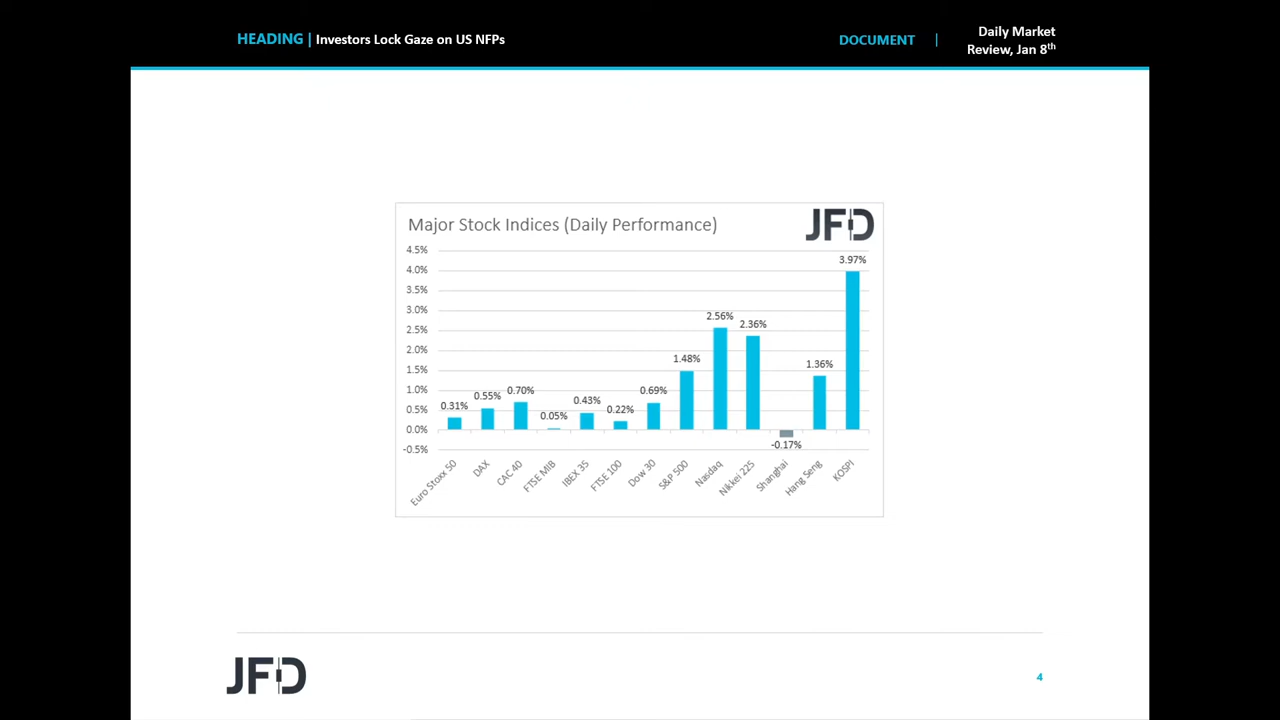 HEADING | Investors Lock Gaze on US NFPs
DOCUMENT |
Daily Market
Review, Jan 8th
Major Stock Indices (Daily Performance)
JFD
4.5%
4.0%
3.5%
3.0%
2.5%
2.0%
1.5%
1.0%
0.5%
0.0%
-0.5%
0.31%
0.55%
0.70%
0.05%
0.43%
0.22%
0.69%
1.48%
2.56%
2.36%
-0.17%
1.36%
3.97%
Euro Stoxx 50
DAX
CAC 40
FTSE MIB
IBEX 35
FTSE 100
Dow 30
S&P 500
Nasdaq
Nikkei 225
Shanghai
Hang Seng
KOSPI
JFD
4